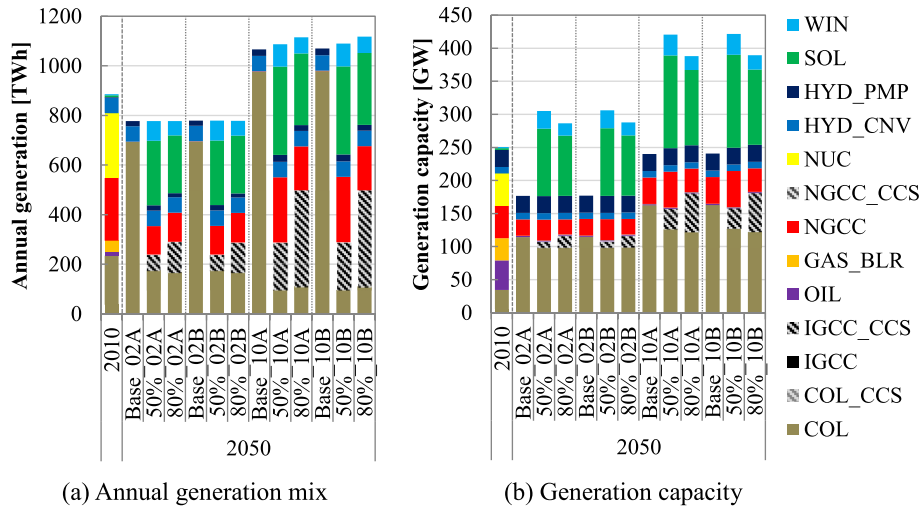 Annual generation [TWh]
1200
1000
800
600
400
200
0
2010
Base_02A
50%_02A
80%_02A
Base_02B
50%_02B
80%_02B
Base_10A
50%_10A
80%_10A
Base_10B
50%_10B
80%_10B
2050
(a) Annual generation mix
Generation capacity [GW]
450
400
350
300
250
200
150
100
50
0
2010
Base_02A
50%_02A
80%_02A
Base_02B
50%_02B
80%_02B
Base_10A
50%_10A
80%_10A
Base_10B
50%_10B
80%_10B
2050
(b) Generation capacity
WIN
SOL
HYD_PMP
HYD_CNV
NUC
NGCC_CCS
NGCC
GAS_BLR
OIL
IGCC_CCS
IGCC
COL_CCS
COL